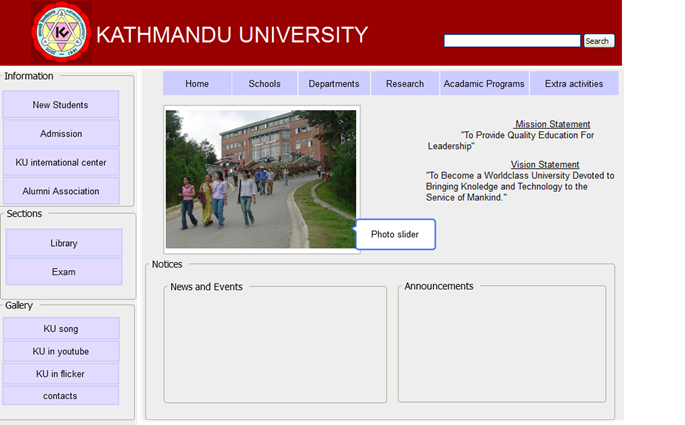 KATHMANDU UNIVERSITY
Search
Information
New Students
Admission
KU international center
Alumni Association
Sections
Library
Exam
Gallery
KU song
KU in youtube
KU in flicker
contacts
Home
Schools
Departments
Research
Acadamic Programs
Extra activities
Mission Statement
"To Provide Quality Education For
Leadership"
Vision Statement
"To Become a Worldclass University Devoted to
Bringing Knoledge and Technology to the
Service of Mankind."
Photo slider
Notices
News and Events
Announcements